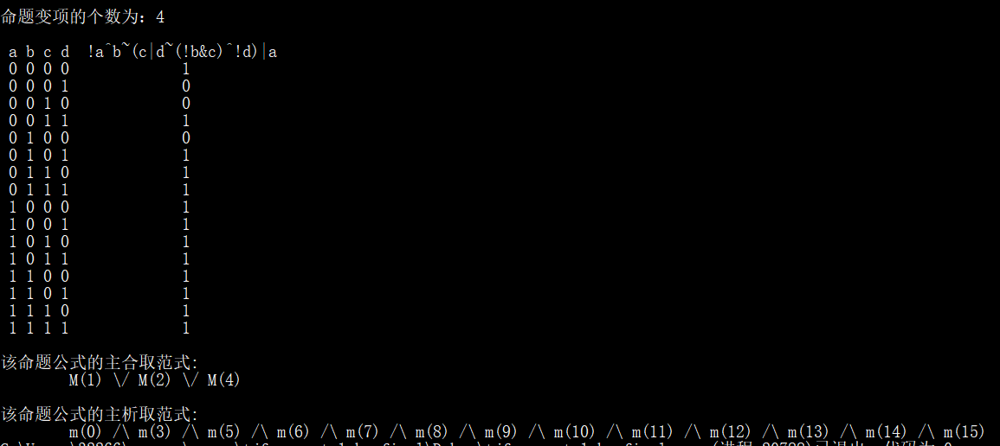 命题变项的个数为：4
a b c d !a^b~(c|d~(!b&c)^!d)|a
0 0 0 0 1
0 0 0 1 0
0 0 1 0 0
0 0 1 1 1
0 1 0 0 0
0 1 0 1 1
0 1 1 0 1
0 1 1 1 1
1 0 0 0 1
1 0 0 1 1
1 0 1 0 1
1 0 1 1 1
1 1 0 0 1
1 1 0 1 1
1 1 1 0 1
1 1 1 1 1
该命题公式的主合取范式:
M(1) \/ M(2) \/ M(4)
该命题公式的主析取范式:
m(0) /\ m(3) /\ m(5) /\ m(6) /\ m(7) /\ m(8) /\ m(9) /\ m(10) /\ m(11) /\ m(12) /\ m(13) /\ m(14) /\ m(15)